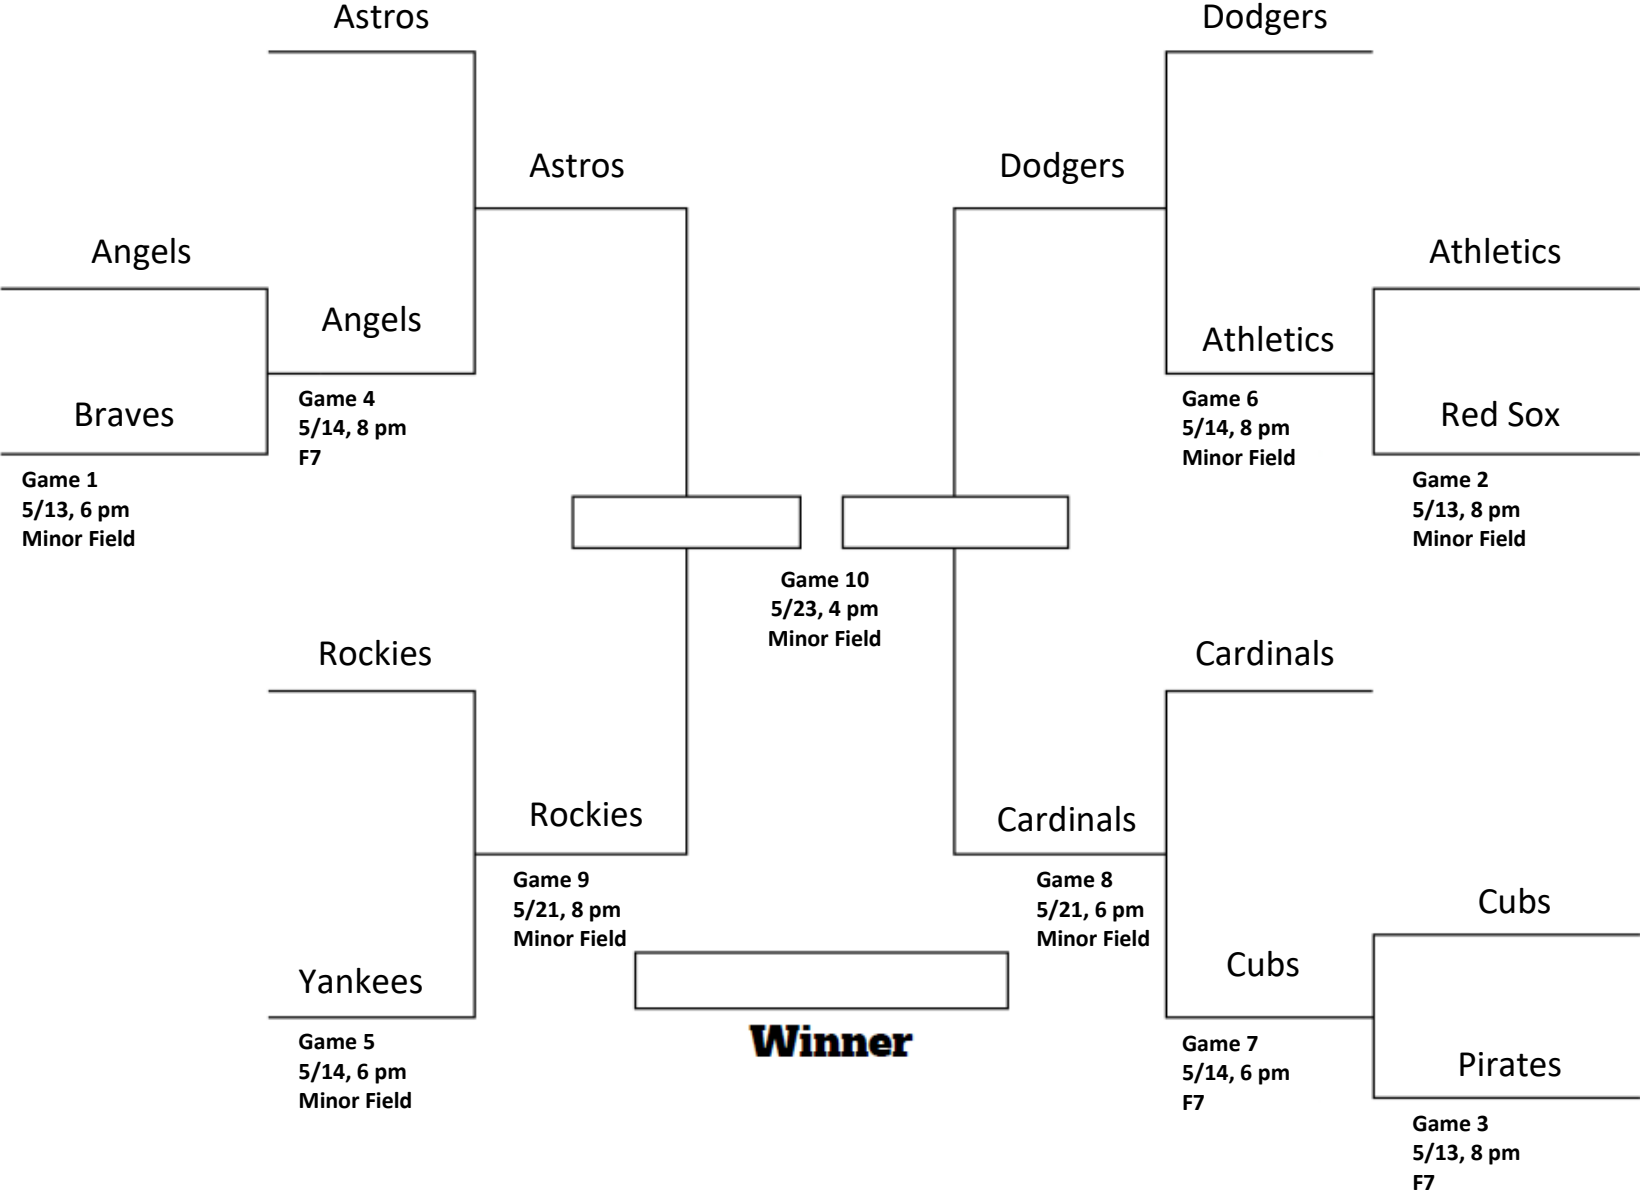 Astros
Dodgers
Astros
Dodgers
Angels
Athletics
Angels
Athletics
Braves
Game 4
5/14, 8 pm
F7
Game 6
5/14, 8 pm
Minor Field
Red Sox
Game 1
5/13, 6 pm
Minor Field
Game 2
5/13, 8 pm
Minor Field
Game 10
5/23, 4 pm
Minor Field
Rockies
Cardinals
Rockies
Cardinals
Game 9
5/21, 8 pm
Minor Field
Game 8
5/21, 6 pm
Minor Field
Cubs
Yankees
Cubs
Winner
Game 5
5/14, 6 pm
Minor Field
Game 7
5/14, 6 pm
F7
Pirates
Game 3
5/13, 8 pm
F7